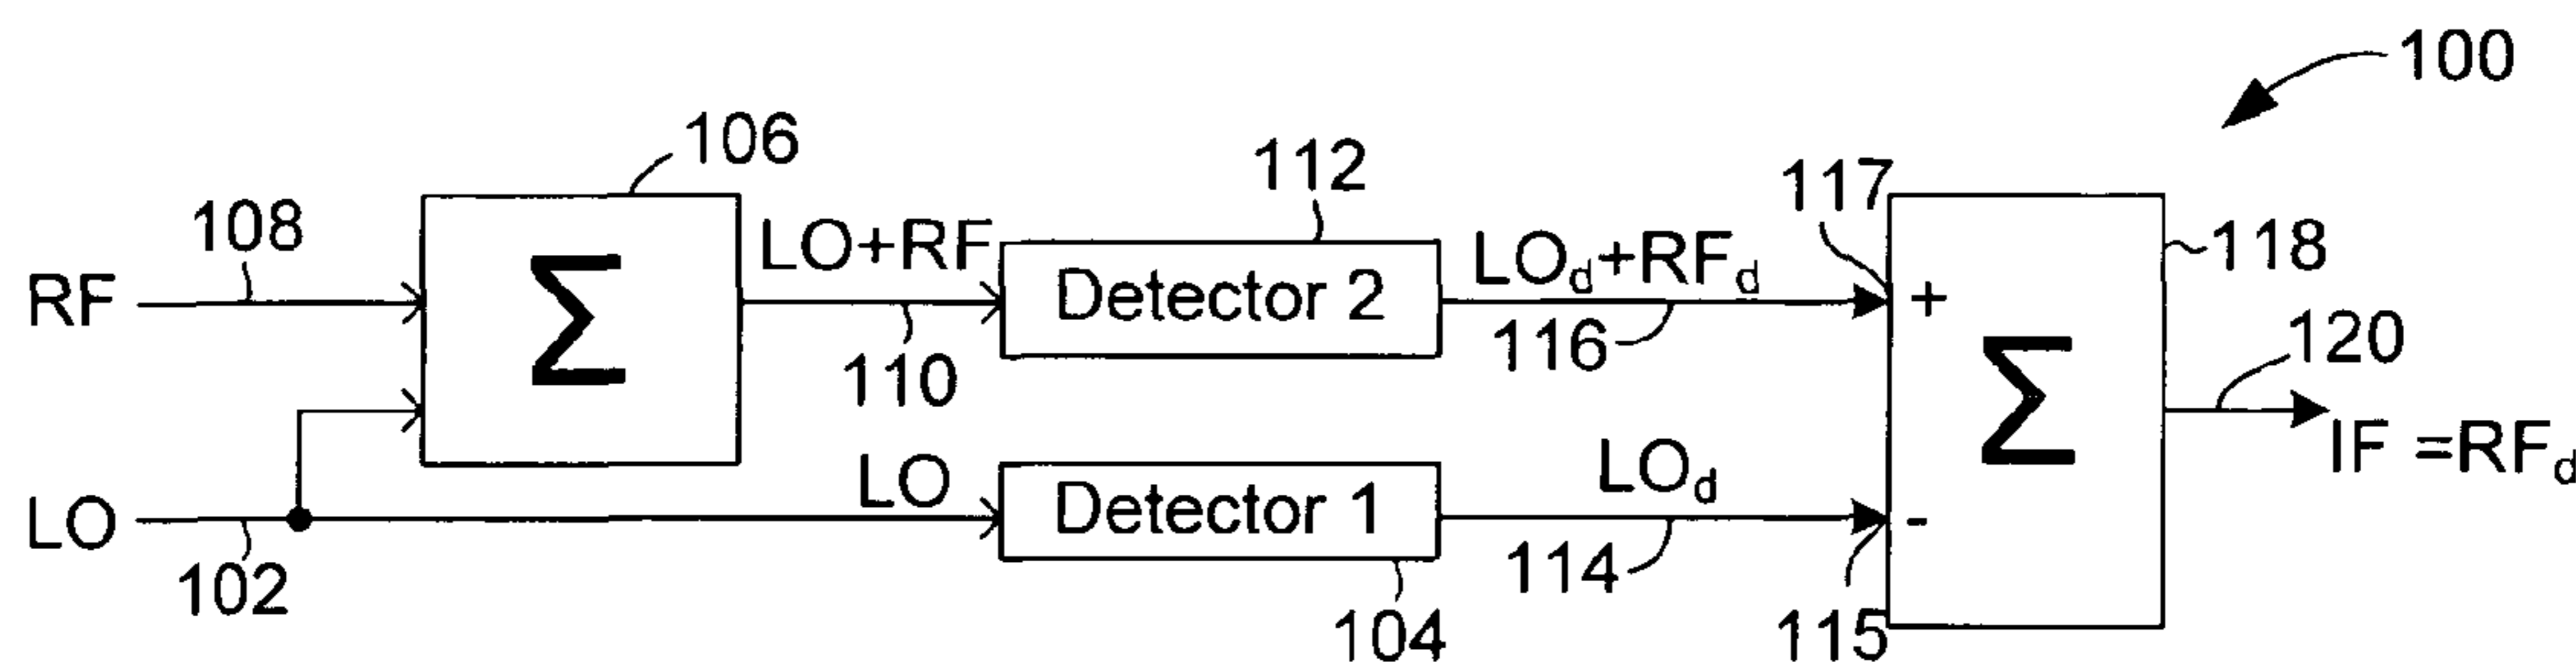 100
106
108
RF
Σ
LO+RF
110
112
Detector 2
LOd+RFd
116
117
+
118
Σ
120
IF =RFd
LO
102
LO
Detector 1
104
LOd
114
-
115